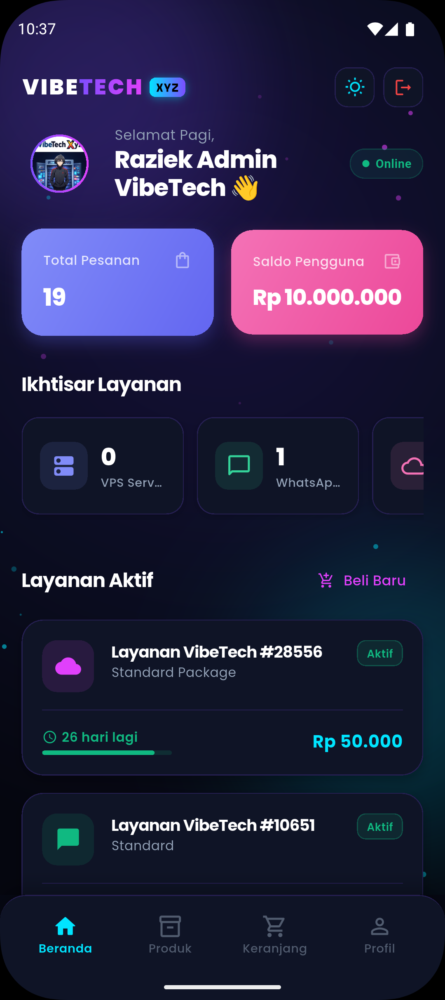 10:37
VIBETECH XYZ
VibeTech Xy
Selamat Pagi,
Raziek Admin
VibeTech 👋
Online
Total Pesanan
19
Saldo Pengguna
Rp 10.000.000
Ikhtisar Layanan
0
VPS Serv...
1
WhatsAp...
Layanan Aktif
Beli Baru
Layanan VibeTech #28556
Standard Package
Aktif
26 hari lagi
Rp 50.000
Layanan VibeTech #10651
Standard
Aktif
Beranda
Produk
Keranjang
Profil